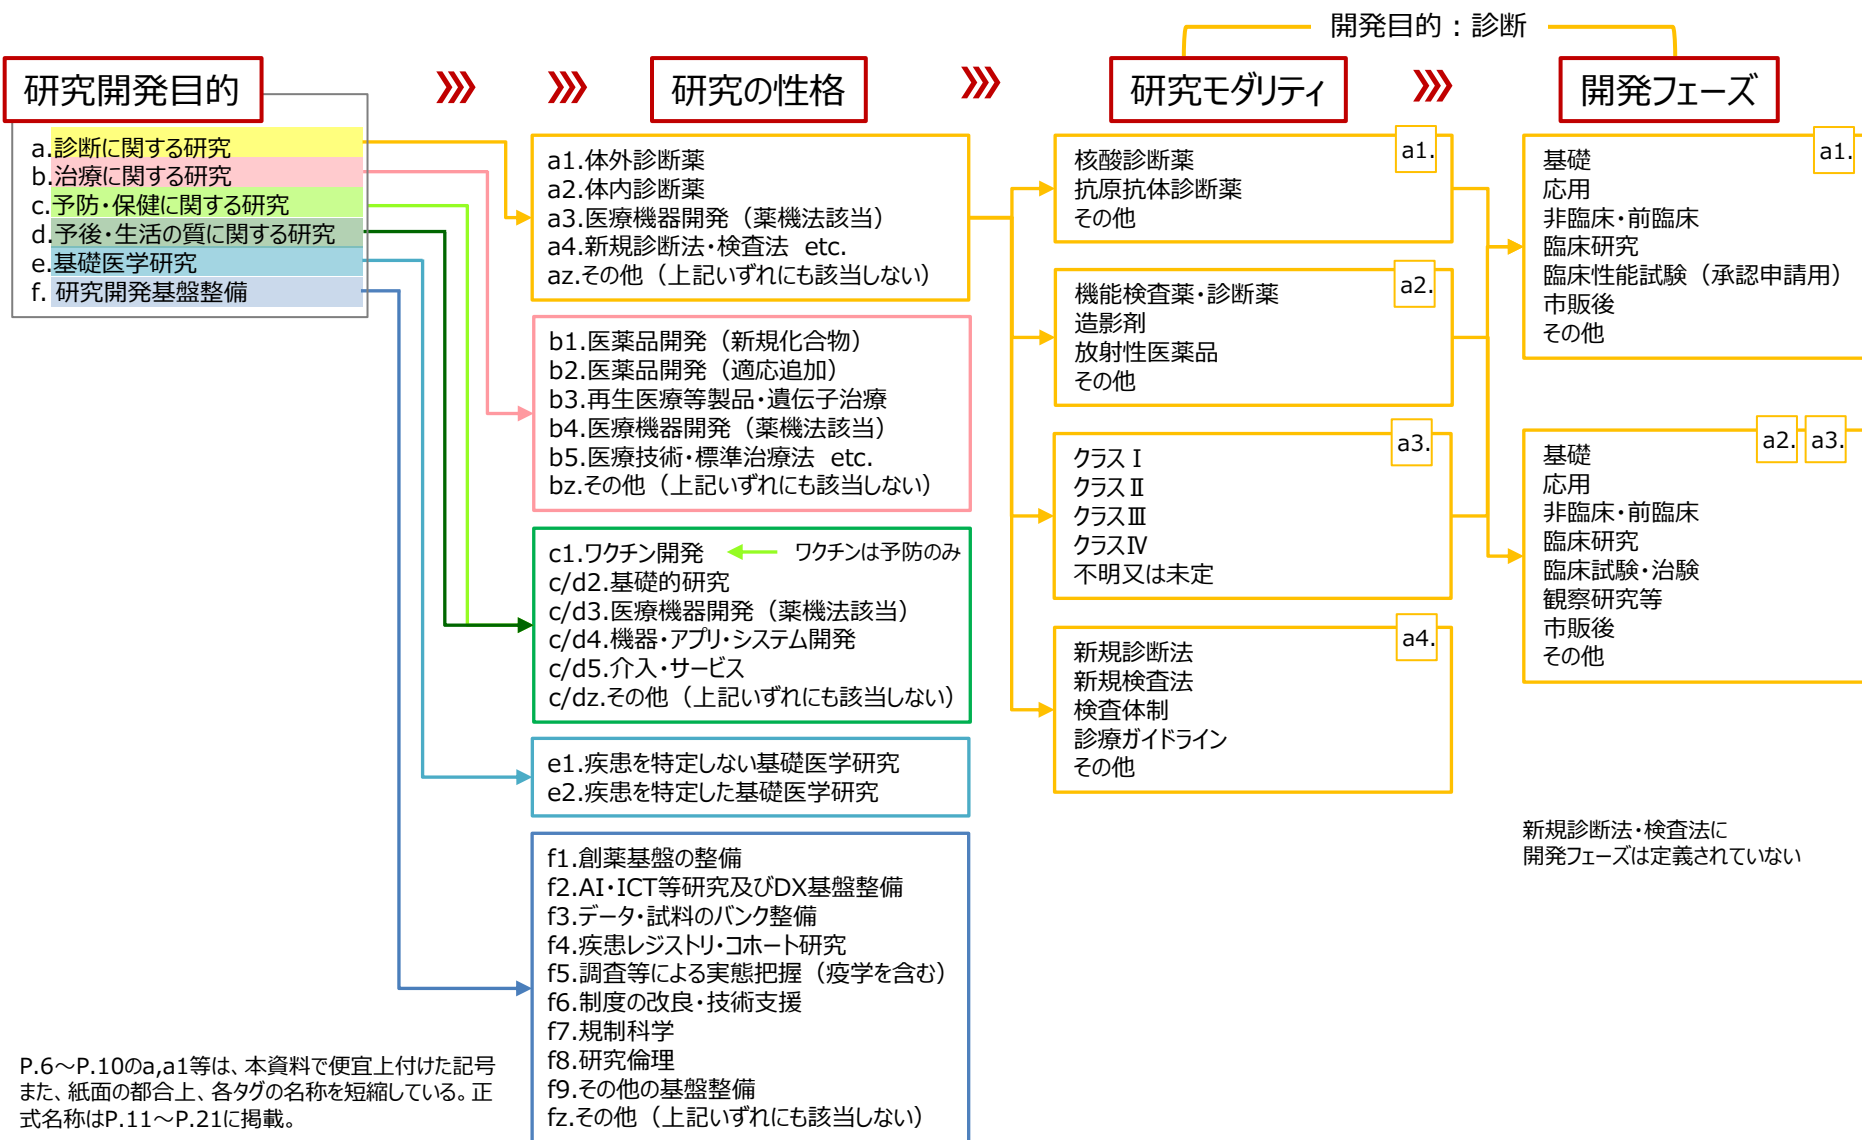 開発目的：診断
研究開発目的
研究の性格
研究モダリティ
開発フェーズ
a.診断に関する研究
b.治療に関する研究
c.予防・保健に関する研究
d.予後・生活の質に関する研究
e.基礎医学研究
f. 研究開発基盤整備
a1.体外診断薬
a2.体内診断薬
a3.医療機器開発（薬機法該当）
a4.新規診断法・検査法 etc.
az.その他（上記いずれにも該当しない）
b1.医薬品開発（新規化合物）
b2.医薬品開発（適応追加）
b3.再生医療等製品・遺伝子治療
b4.医療機器開発（薬機法該当）
b5.医療技術・標準治療法 etc.
bz.その他（上記いずれにも該当しない）
c1.ワクチン開発
ワクチンは予防のみ
c/d2.基礎的研究
c/d3.医療機器開発（薬機法該当）
c/d4.機器・アプリ・システム開発
c/d5.介入・サービス
c/dz.その他（上記いずれにも該当しない）
e1.疾患を特定しない基礎医学研究
e2.疾患を特定した基礎医学研究
f1.創薬基盤の整備
f2.AI・ICT等研究及びDX基盤整備
f3.データ・試料のバンク整備
f4.疾患レジストリ・コホート研究
f5.調査等による実態把握（疫学を含む）
f6.制度の改良・技術支援
f7.規制科学
f8.研究倫理
f9.その他の基盤整備
fz.その他（上記いずれにも該当しない）
a1.
核酸診断薬
抗原抗体診断薬
その他
a2.
機能検査薬・診断薬
造影剤
放射性医薬品
その他
a3.
クラスⅠ
クラスⅡ
クラスⅢ
クラスⅣ
不明又は未定
a4.
新規診断法
新規検査法
検査体制
診療ガイドライン
その他
a1.
基礎
応用
非臨床・前臨床
臨床研究
臨床性能試験（承認申請用）
市販後
その他
a2. a3.
基礎
応用
非臨床・前臨床
臨床研究
臨床試験・治験
観察研究等
市販後
その他
新規診断法・検査法に
開発フェーズは定義されていない
P.6～P.10のa,a1等は、本資料で便宜上付けた記号
また、紙面の都合上、各タグの名称を短縮している。正
式名称はP.11～P.21に掲載。